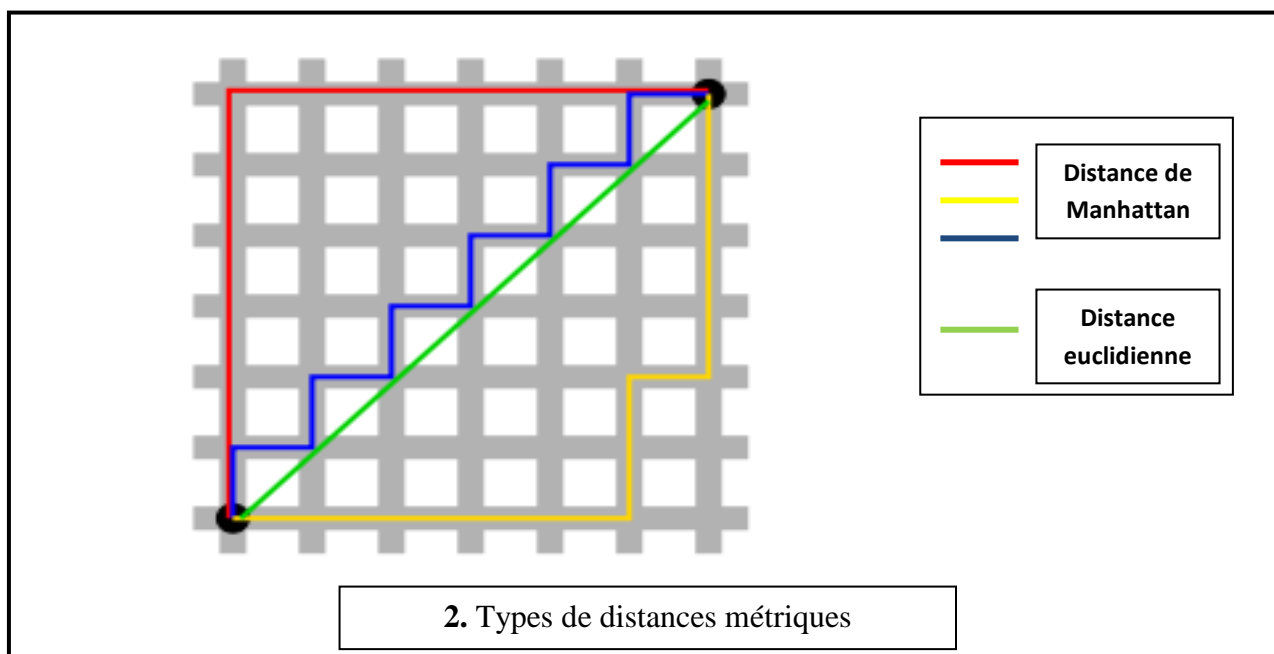 Distance de
Manhattan
Distance
euclidienne
2. Types de distances métriques